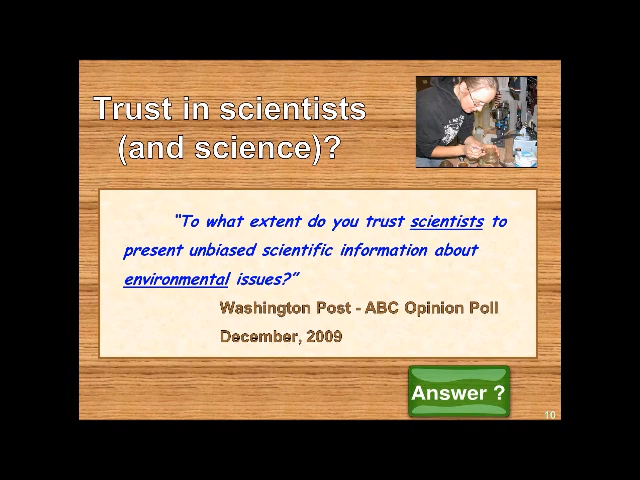 Trust in scientists
(and science)?
"To what extent do you trust scientists to
present unbiased scientific information about
environmental issues?"
Washington Post - ABC Opinion Poll
December, 2009
Answer ?
10